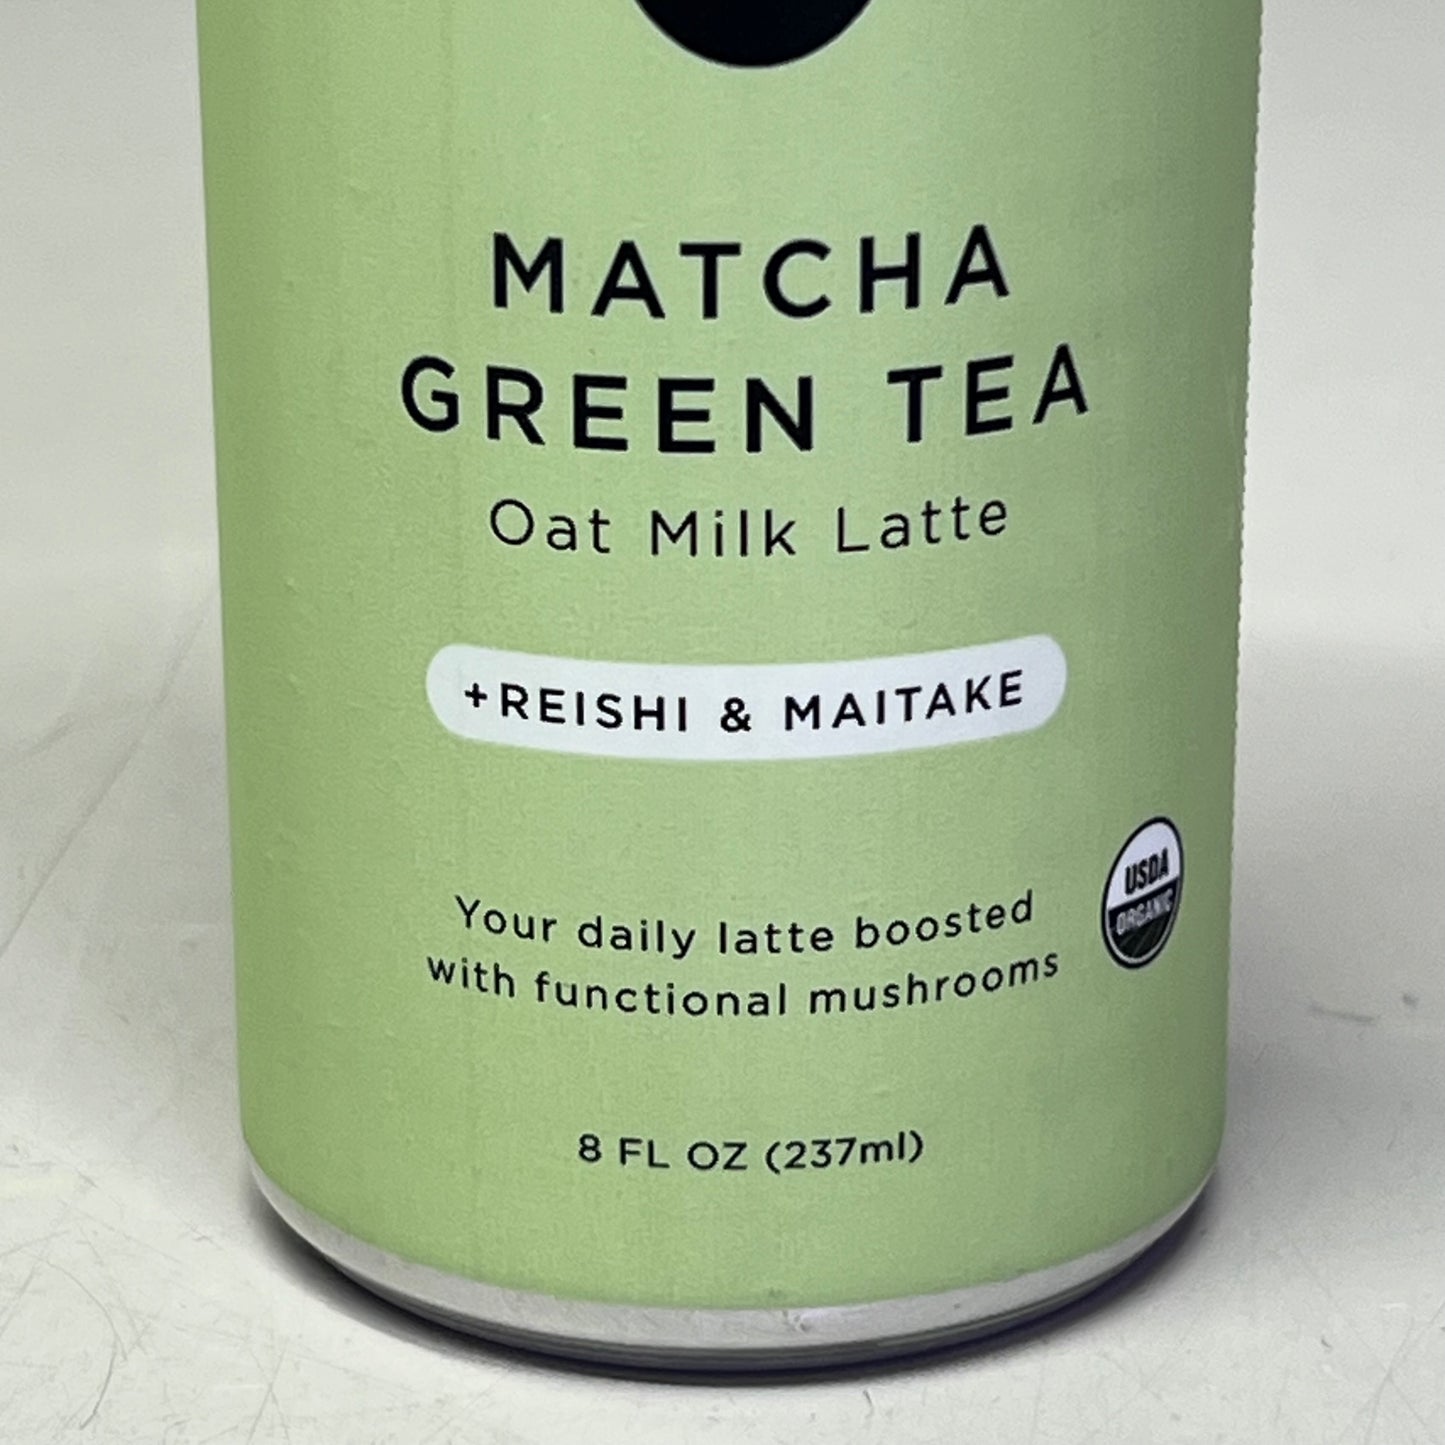 MATCHA
GREEN TEA
Oat Milk Latte
+REISHI & MAITAKE
USDA
ORGANIC
Your daily latte boosted
with functional mushrooms
8 FL OZ (237ml)